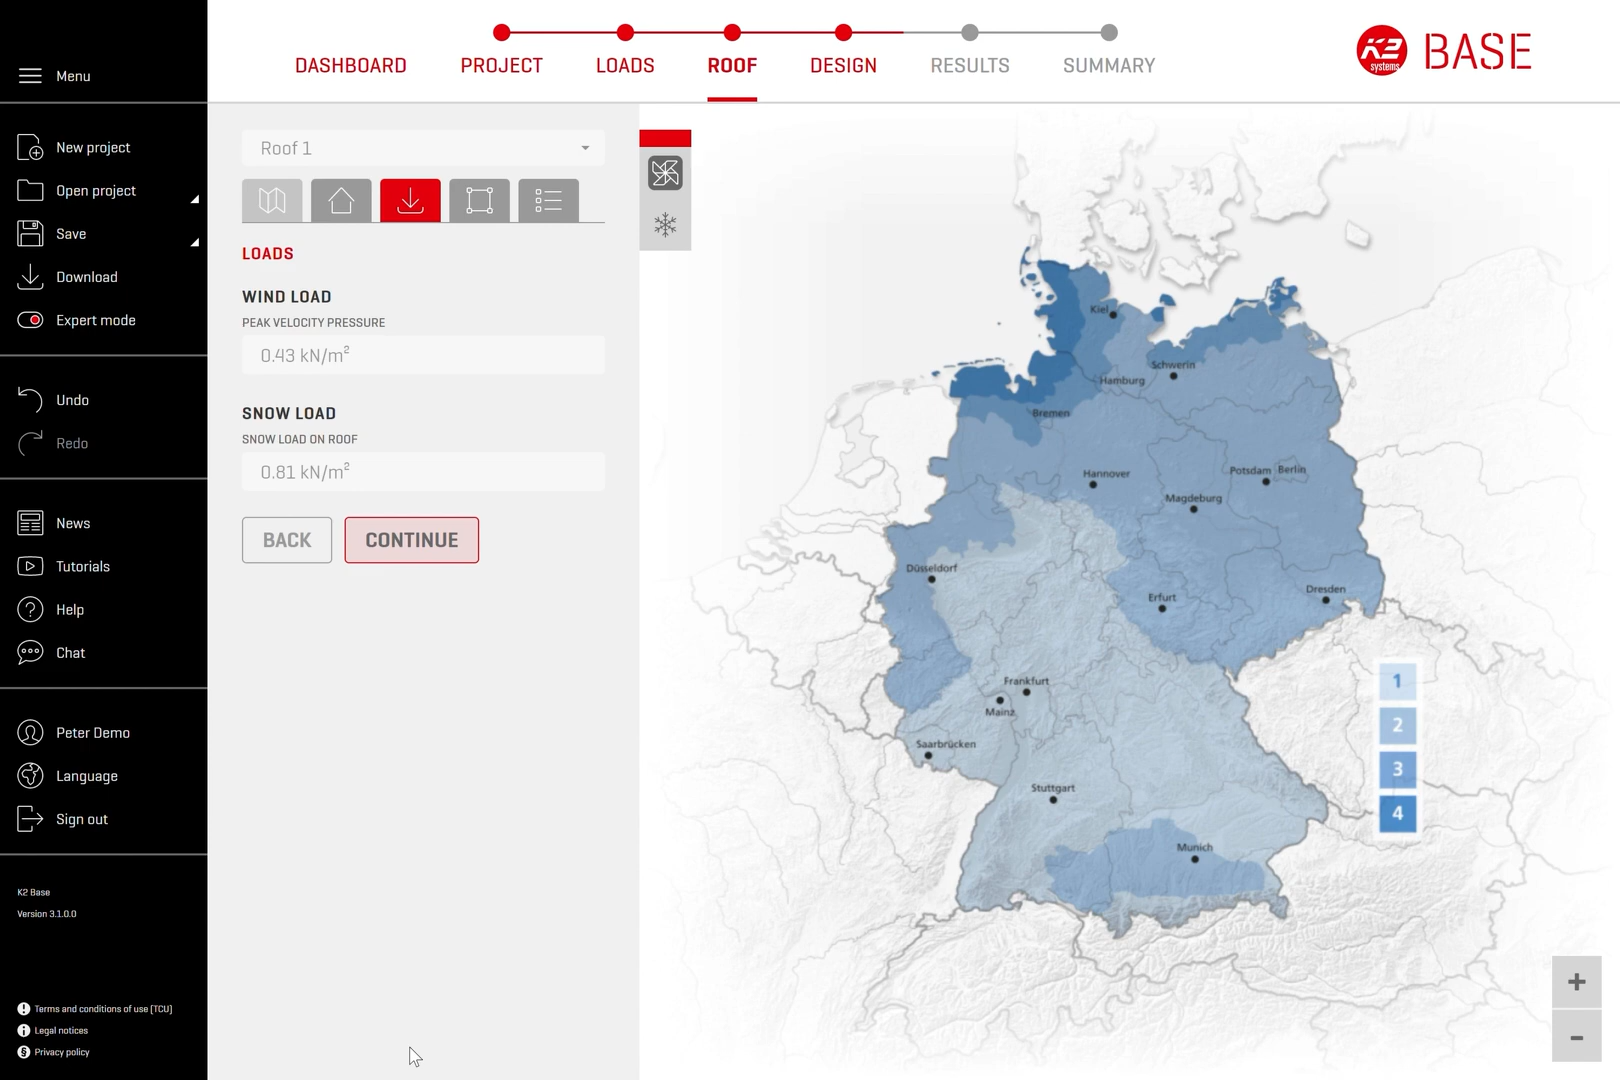 Menu
New project
Open project
Save
Download
Expert mode
Undo
Redo
News
Tutorials
Help
Chat
Peter Demo
Language
Sign out
K2 Base
Version 3.1.0.0
Terms and conditions of use [TCU]
Legal notices
Privacy policy
DASHBOARD
PROJECT
LOADS
ROOF
DESIGN
RESULTS
SUMMARY
K2 systems BASE
Roof 1
LOADS
WIND LOAD
PEAK VELOCITY PRESSURE
0.43 kN/m²
SNOW LOAD
SNOW LOAD ON ROOF
0.81 kN/m²
BACK
CONTINUE
Kiel
Schwerin
Hamburg
Bremen
Hannover
Potsdam
Berlin
Magdeburg
Düsseldorf
Erfurt
Dresden
Frankfurt
Mainz
Saarbrücken
Stuttgart
Munich
1
2
3
4
+
-